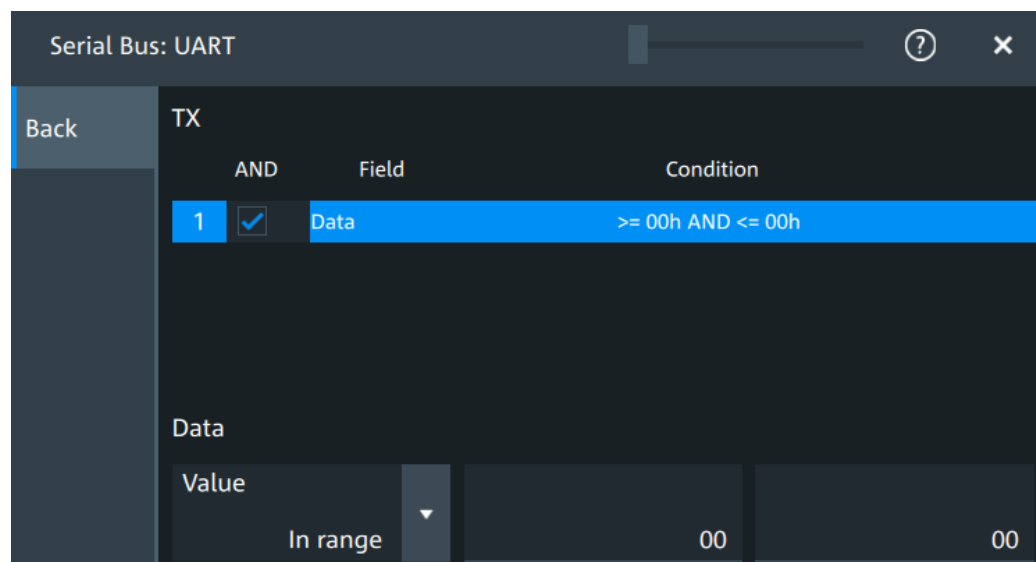 Serial Bus: UART ? ×
Back
TX
AND Field Condition
1 Data >= 00h AND <= 00h
Data
Value
In range 00 00